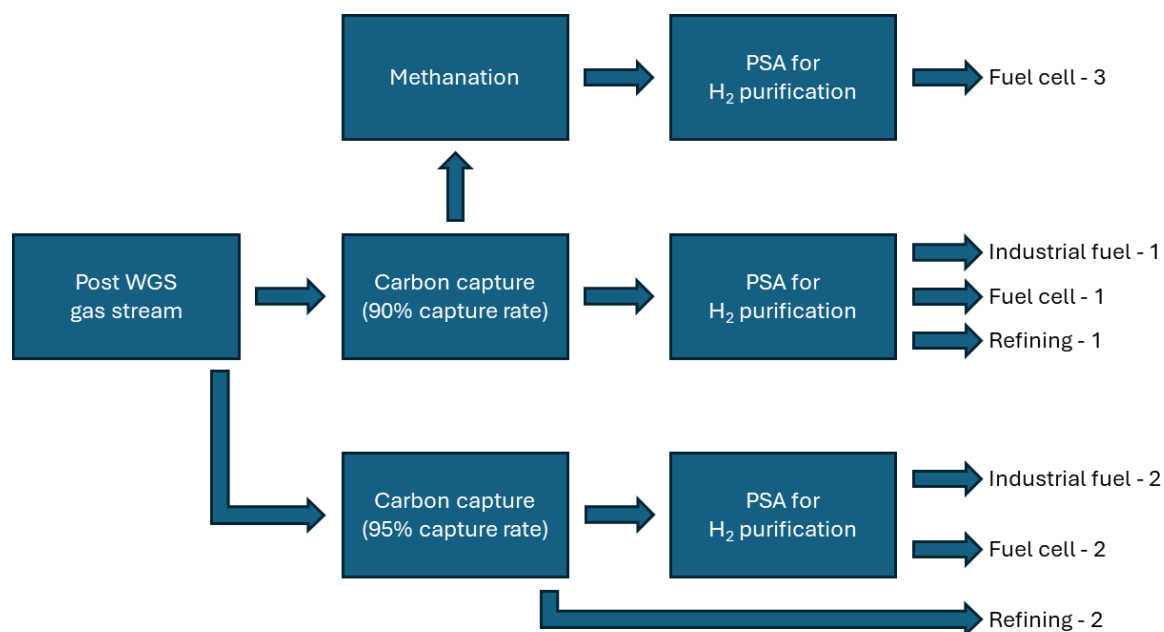 Methanation
PSA for
H₂ purification
Fuel cell - 3
Post WGS
gas stream
Carbon capture
(90% capture rate)
PSA for
H₂ purification
Industrial fuel - 1
Fuel cell - 1
Refining - 1
Carbon capture
(95% capture rate)
PSA for
H₂ purification
Industrial fuel - 2
Fuel cell - 2
Refining - 2